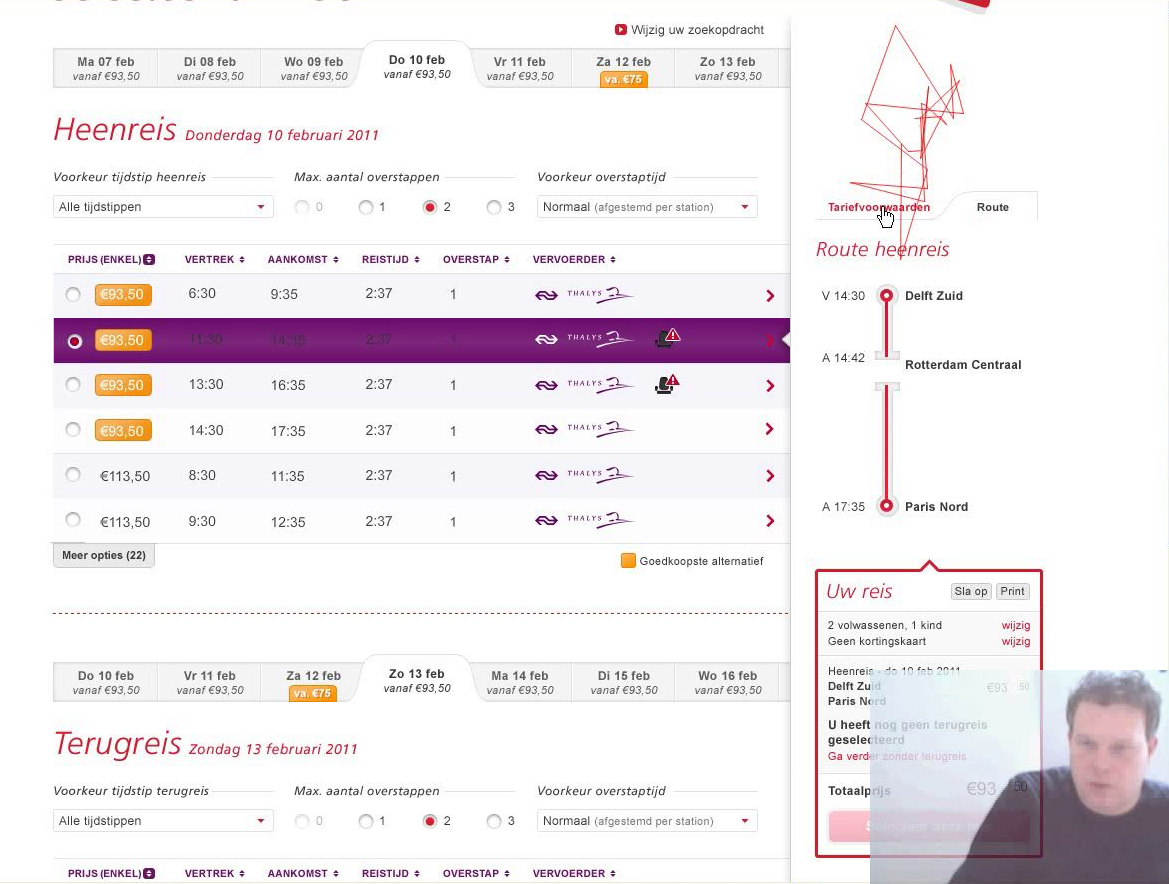 Wijzig uw zoekopdracht
Ma 07 feb Di 08 feb Wo 09 feb Do 10 feb Vr 11 feb Za 12 feb Zo 13 feb
vanaf €93,50 vanaf €93,50 vanaf €93,50 vanaf €93,50 vanaf €93,50 va. €75 vanaf €93,50
Heenreis Donderdag 10 februari 2011
Voorkeur tijdstip heenreis Max. aantal overstappen Voorkeur overstaptijd
Alle tijdstippen 0 1 2 3 Normaal (afgestemd per station)
PRIJS (ENKEL) VERTREK AANKOMST REISTIJD OVERSTAP VERVOERDER
€93,50 6:30 9:35 2:37 1 THALYS
€93,50 11:30 14:35 2:37 THALYS
€93,50 13:30 16:35 2:37 1 THALYS
€93,50 14:30 17:35 2:37 1 THALYS
€113,50 8:30 11:35 2:37 1 THALYS
€113,50 9:30 12:35 2:37 1 THALYS
Meer opties (22)
Goedkoopste alternatief
Do 10 feb Vr 11 feb Za 12 feb Zo 13 feb Ma 14 feb Di 15 feb Wo 16 feb
vanaf €93,50 vanaf €93,50 va. €75 vanaf €93,50 vanaf €93,50 vanaf €93,50 vanaf €93,50
Terugreis Zondag 13 februari 2011
Voorkeur tijdstip terugreis Max. aantal overstappen Voorkeur overstaptijd
Alle tijdstippen 0 1 2 3 Normaal (afgestemd per station)
PRIJS (ENKEL) VERTREK AANKOMST REISTIJD OVERSTAP VERVOERDER
Tariefvoorwaarden Route
Route heenreis
V 14:30 Delft Zuid
A 14:42 Rotterdam Centraal
A 17:35 Paris Nord
Uw reis Sla op Print
2 volwassenen, 1 kind wijzig
Geen kortingskaart wijzig
Heenreis - do 10 feb 2011
Delft Zuid €93 50
Paris Nord
U heeft nog geen terugreis
geselecteerd
Ga verder zonder terugreis
Totaalprijs €93 50